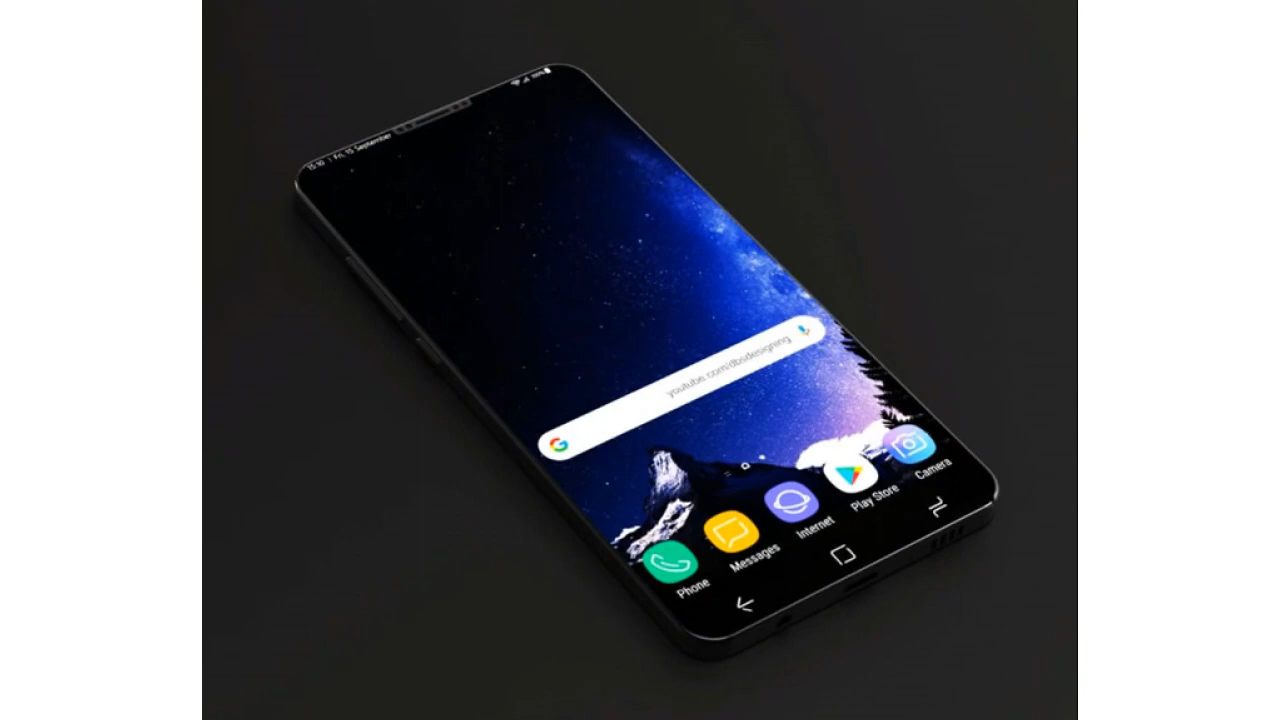 15:10 | Fri, 15 September
youtube.com/dbsdesigning
Phone
Messages
Internet
Play Store
Camera